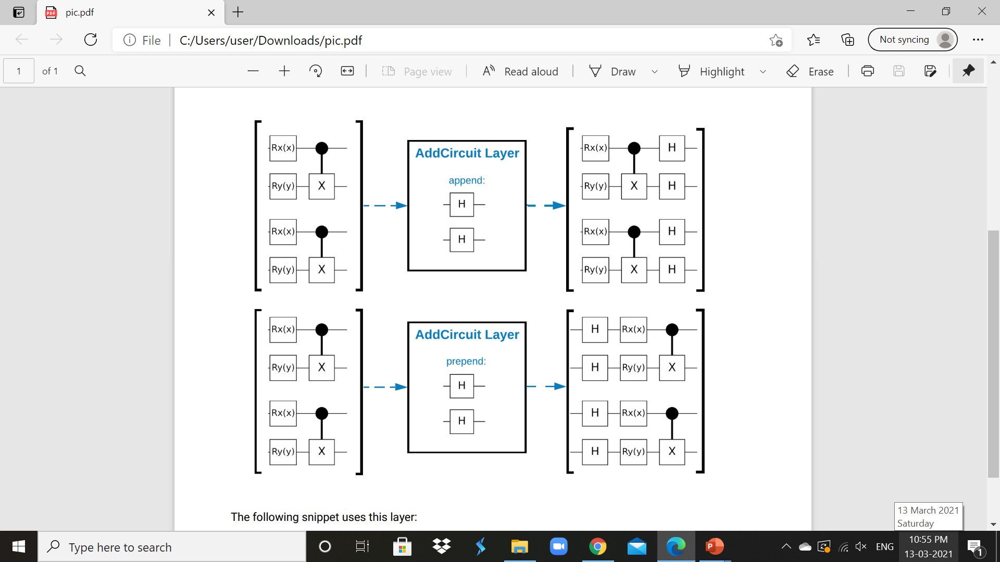 pic.pdf
File
C:/Users/user/Downloads/pic.pdf
Not syncing
1 of 1
Page view
Read aloud
Draw
Highlight
Erase
Rx(x)
Ry(y) X
Rx(x)
Ry(y) X
AddCircuit Layer
append:
H
H
Rx(x) H
Ry(y) X H
Rx(x) H
Ry(y) X H
Rx(x)
Ry(y) X
Rx(x)
Ry(y) X
AddCircuit Layer
prepend:
H
H
H Rx(x)
H Ry(y) X
H Rx(x)
H Ry(y) X
The following snippet uses this layer:
13 March 2021
Saturday
Type here to search
ENG
10:55 PM
13-03-2021
1